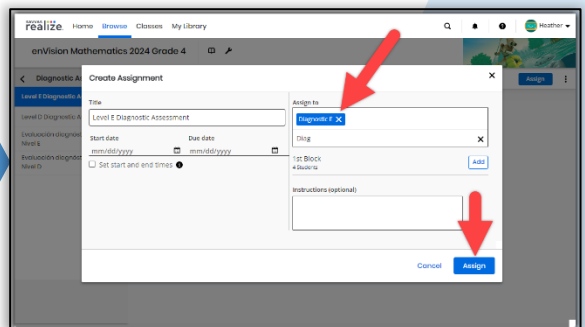 realize
Home Browse Classes My Library
Heather
enVision Mathematics 2024 Grade 4
Diagnostic A
Create Assignment
Assign
Level E Diagnostic A
Level D Diagnostic A
Evaluación diagnóst
Nivel E
Evaluación diagnóst
Nivel D
Title
Level E Diagnostic Assessment
Start date
Due date
mm/dd/yyyy
mm/dd/yyyy
Set start and end times
Assign to
Diagnostic E X
Diag
1st Block
4 Students
Add
Instructions (optional)
Cancel
Assign